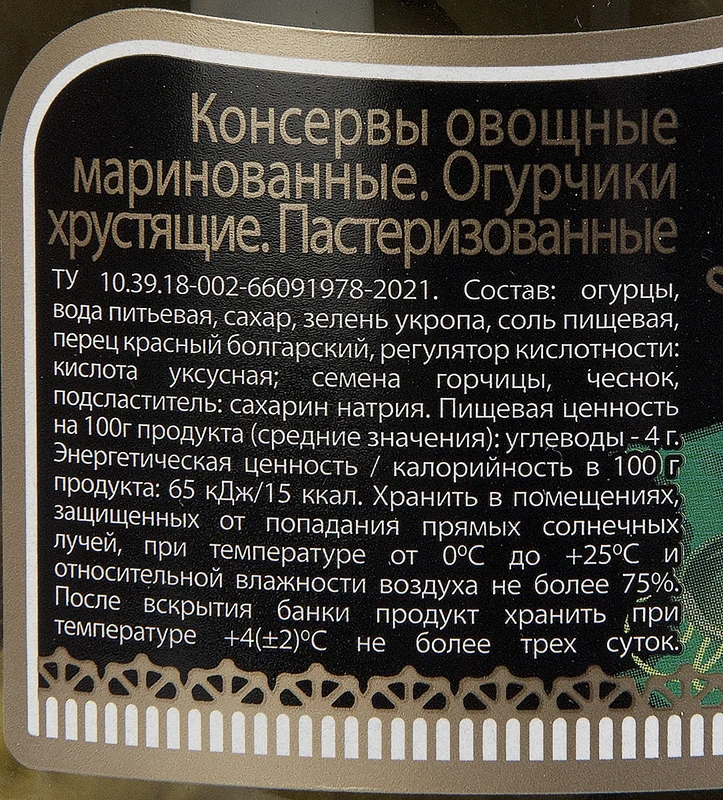 Консервы овощные
маринованные. Огурчики
хрустящие. Пастеризованные
ТУ 10.39.18-002-66091978-2021. Состав: огурцы,
вода питьевая, сахар, зелень укропа, соль пищевая,
перец красный болгарский, регулятор кислотности:
кислота уксусная; семена горчицы, чеснок,
подсластитель: сахарин натрия. Пищевая ценность
на 100г продукта (средние значения): углеводы - 4 г.
Энергетическая ценность / калорийность в 100 г
продукта: 65 кДж/15 ккал. Хранить в помещениях,
защищенных от попадания прямых солнечных
лучей, при температуре от 0°С до +25°С и
относительной влажности воздуха не более 75%.
После вскрытия банки продукт хранить при
температуре +4(±2)°С не более трех суток.